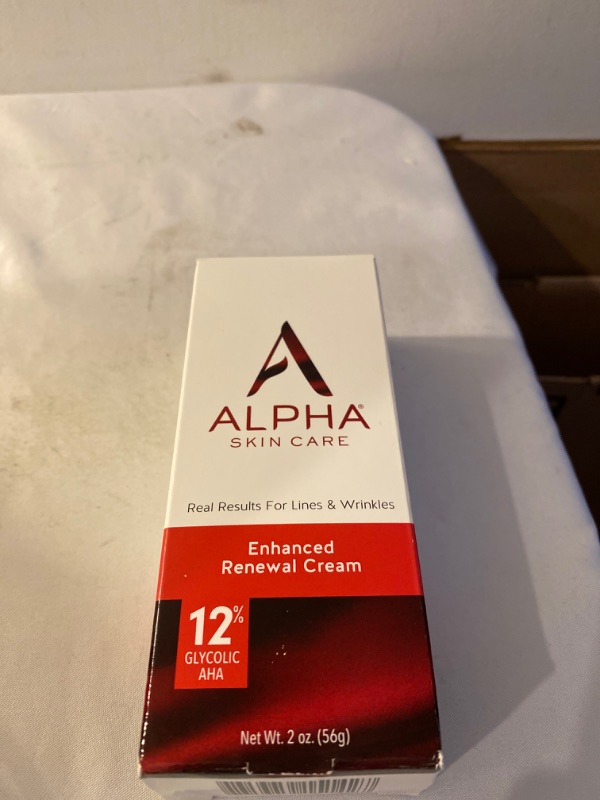 ALPHA®
SKIN CARE
Real Results For Lines & Wrinkles
Enhanced
Renewal Cream
12%
GLYCOLIC
AHA
Net Wt. 2 oz. (56g)